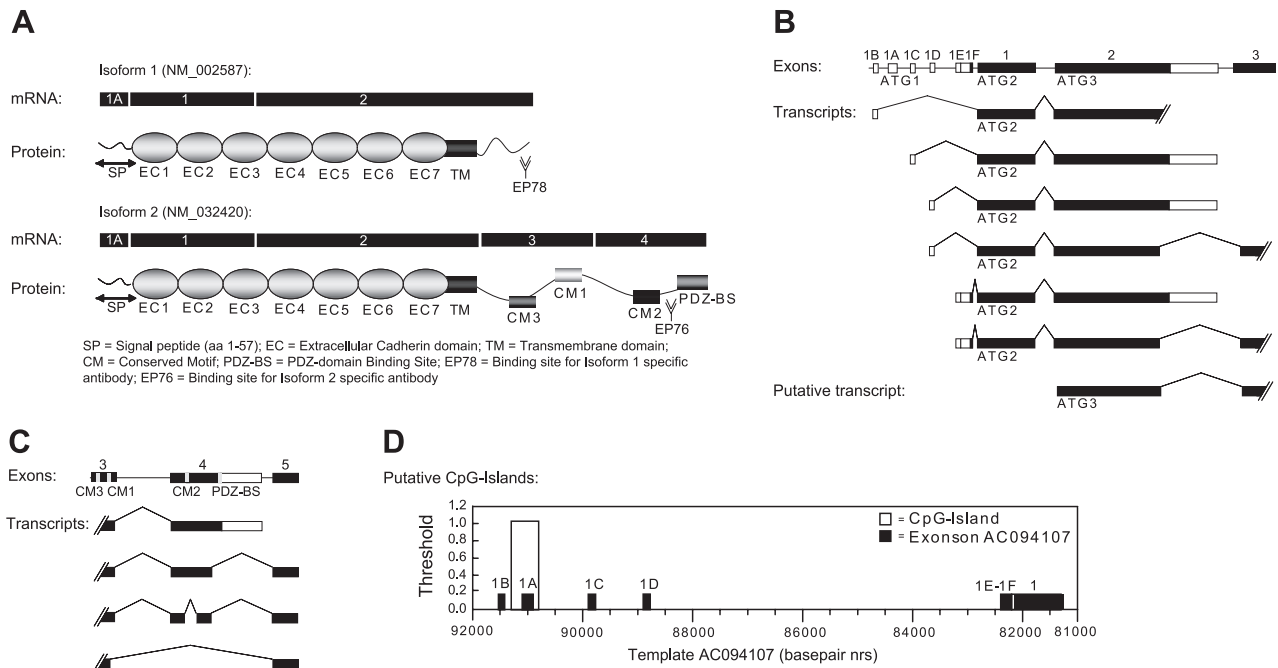 A
Isoform 1 (NM_002587):
mRNA: 1A 1 2
Protein:
SP EC1 EC2 EC3 EC4 EC5 EC6 EC7 TM
EP78
Isoform 2 (NM_032420):
mRNA: 1A 1 2 3 4
Protein:
SP EC1 EC2 EC3 EC4 EC5 EC6 EC7 TM CM3 CM1 CM2 PDZ-BS
EP76
SP = Signal peptide (aa 1-57); EC = Extracellular Cadherin domain; TM = Transmembrane domain;
CM = Conserved Motif; PDZ-BS = PDZ-domain Binding Site; EP78 = Binding site for Isoform 1 specific
antibody; EP76 = Binding site for Isoform 2 specific antibody
B
1B 1A 1C 1D 1E1F 1 2 3
Exons:
ATG1 ATG2 ATG3
Transcripts:
ATG2
ATG2
ATG2
ATG2
ATG2
ATG2
Putative transcript:
ATG3
C
3 4 5
Exons:
CM3 CM1 CM2 PDZ-BS
Transcripts:
D
Putative CpG-Islands:
Threshold
1.2
1.0
0.8
0.6
0.4
0.2
0.0
= CpG-Island
= Exonson AC094107
1B 1A 1C 1D 1E-1F 1
92000 90000 88000 86000 84000 82000 81000
Template AC094107 (basepair nrs)